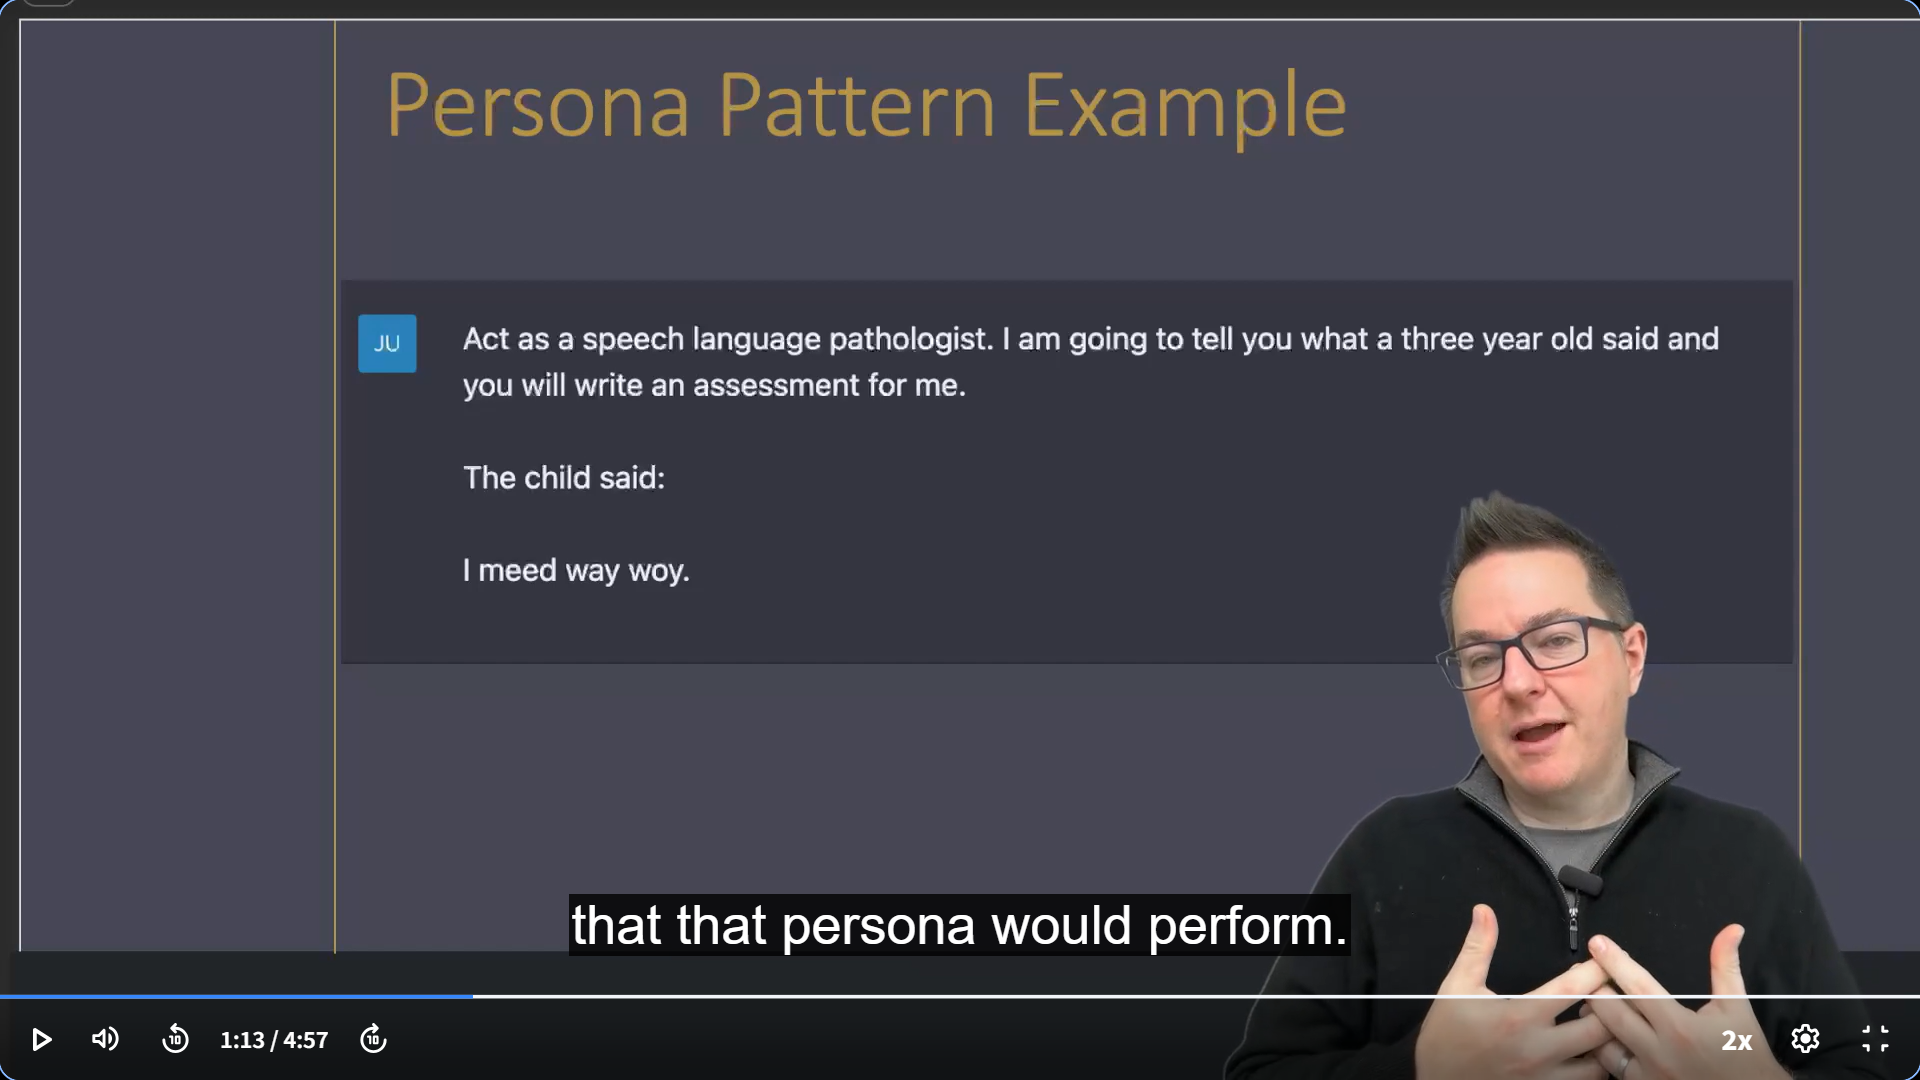 Persona Pattern Example
JU
Act as a speech language pathologist. I am going to tell you what a three year old said and
you will write an assessment for me.
The child said:
I meed way woy.
that that persona would perform.
10
1:13 / 4:57
10
2x